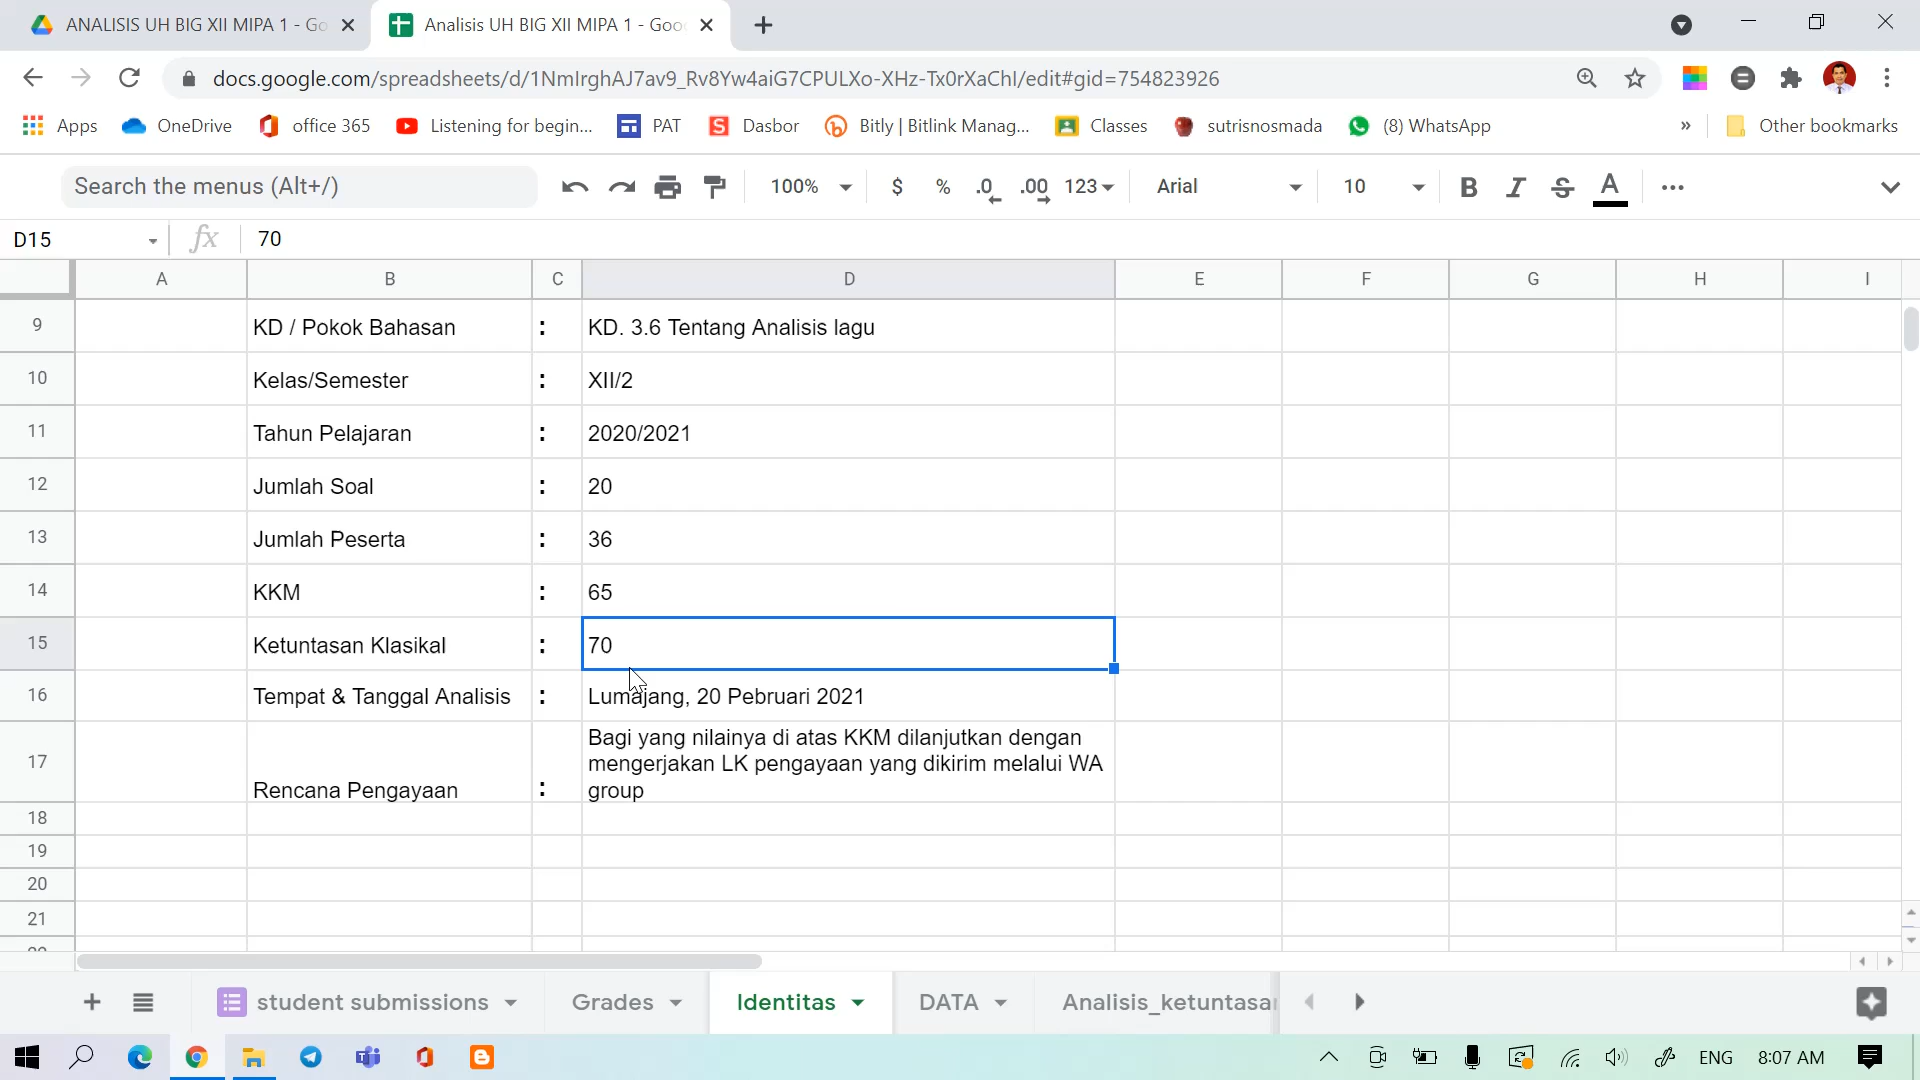 ANALISIS UH BIG XII MIPA 1 - Go
Analisis UH BIG XII MIPA 1 - Goo
docs.google.com/spreadsheets/d/1NmIrghAJ7av9_Rv8Yw4aiG7CPULXo-XHz-Tx0rXaChI/edit#gid=754823926
Apps OneDrive office 365 Listening for begin... PAT Dasbor Bitly | Bitlink Manag... Classes sutrisnosmada (8) WhatsApp » Other bookmarks
Search the menus (Alt+/) 100% $ % .0 .00 123 Arial 10 B I S A
D15 fx 70
A B C D E F G H I
9 KD / Pokok Bahasan : KD. 3.6 Tentang Analisis lagu
10 Kelas/Semester : XII/2
11 Tahun Pelajaran : 2020/2021
12 Jumlah Soal : 20
13 Jumlah Peserta : 36
14 KKM : 65
15 Ketuntasan Klasikal : 70
16 Tempat & Tanggal Analisis : Lumajang, 20 Pebruari 2021
Bagi yang nilainya di atas KKM dilanjutkan dengan
17 mengerjakan LK pengayaan yang dikirim melalui WA
Rencana Pengayaan : group
18
19
20
21
student submissions Grades Identitas DATA Analisis_ketuntasa
ENG 8:07 AM